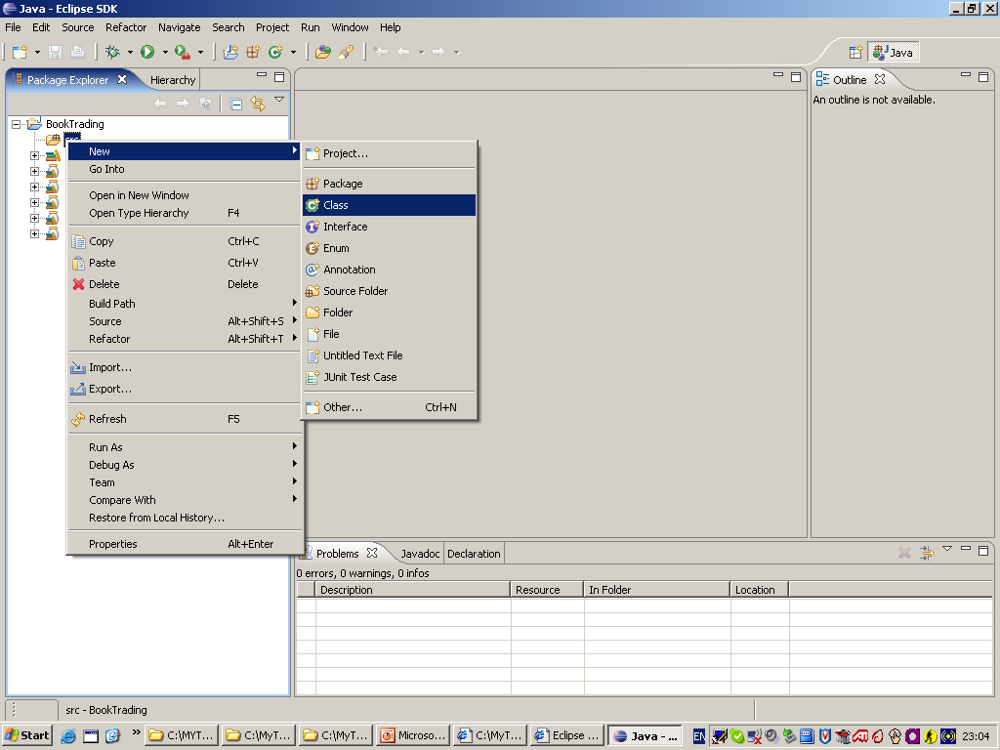 Java - Eclipse SDK
File Edit Source Refactor Navigate Search Project Run Window Help
Java
Package Explorer Hierarchy
Outline
An outline is not available.
BookTrading
New
Go Into
Open in New Window
Open Type Hierarchy F4
Copy Ctrl+C
Paste Ctrl+V
Delete Delete
Build Path
Source Alt+Shift+S
Refactor Alt+Shift+T
Import...
Export...
Refresh F5
Run As
Debug As
Team
Compare With
Restore from Local History...
Properties Alt+Enter
Project...
Package
Class
Interface
Enum
Annotation
Source Folder
Folder
File
Untitled Text File
JUnit Test Case
Other... Ctrl+N
Problems Javadoc Declaration
0 errors, 0 warnings, 0 infos
Description Resource In Folder Location
src - BookTrading
Start » C:\MYT... C:\MyT... C:\MyT... Microso... C:\MyT... Eclipse ... Java - ... EN 23:04